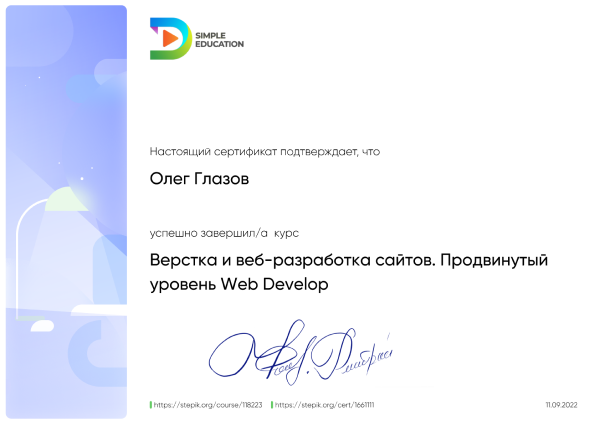 SIMPLE
EDUCATION
Настоящий сертификат подтверждает, что
Олег Глазов
успешно завершил/а курс
Верстка и веб-разработка сайтов. Продвинутый
уровень Web Develop
https://stepik.org/course/118223 https://stepik.org/cert/1661111 11.09.2022